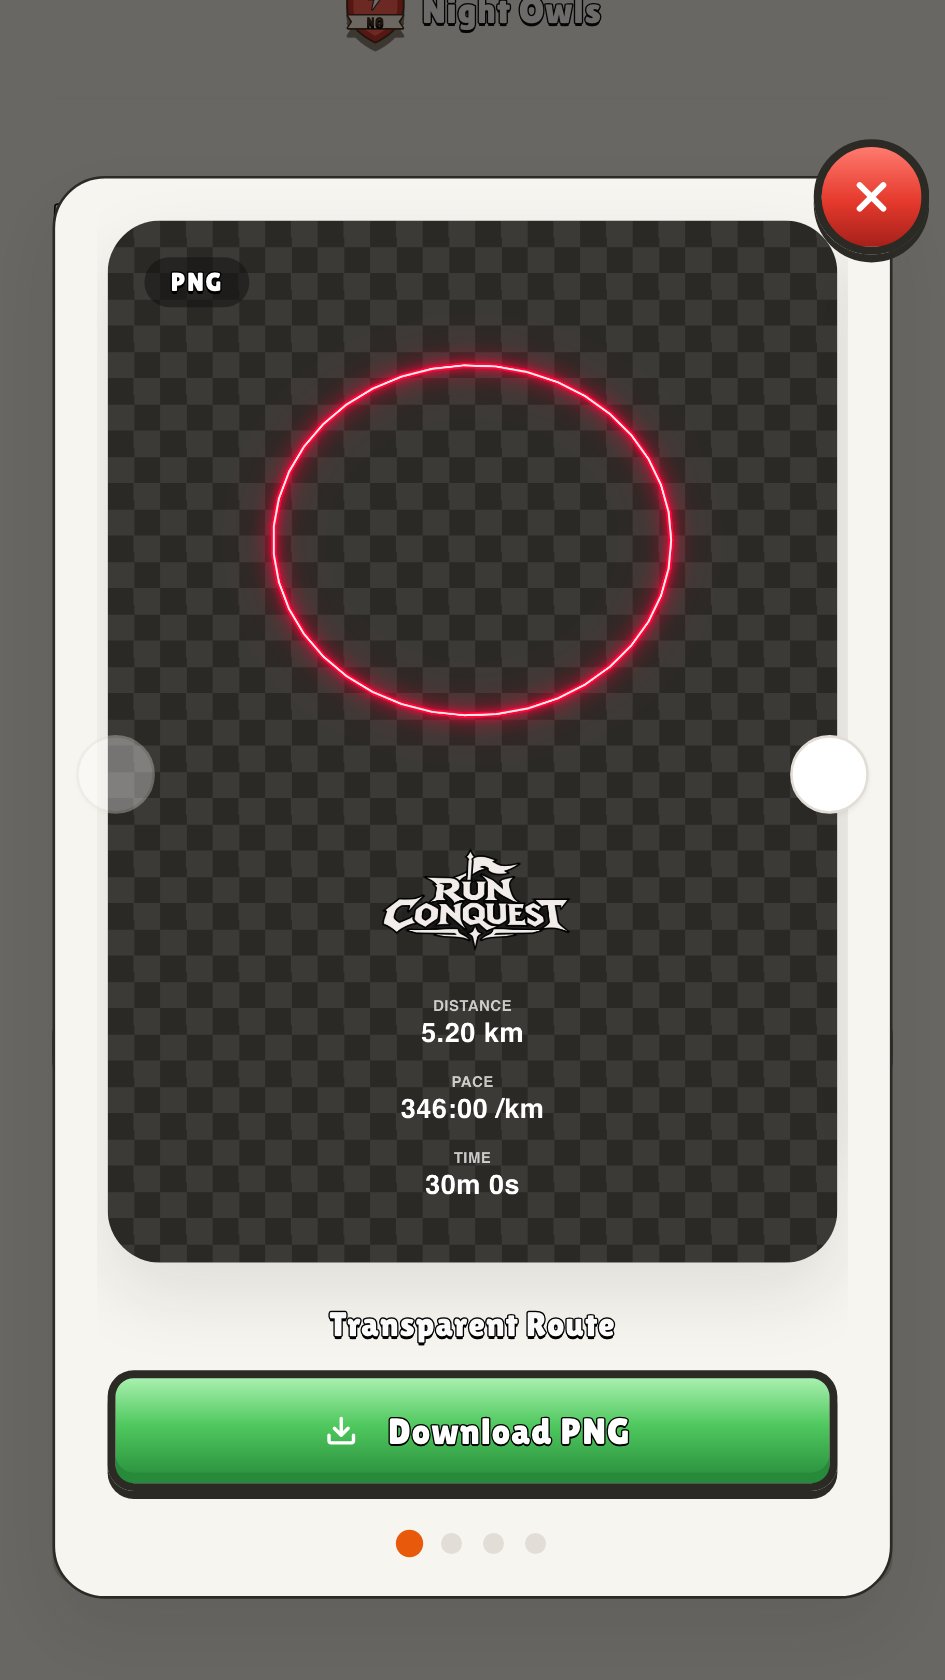 NG
Night Owls
PNG
RUN
CONQUEST
DISTANCE
5.20 km
PACE
346:00 /km
TIME
30m 0s
Transparent Route
Download PNG